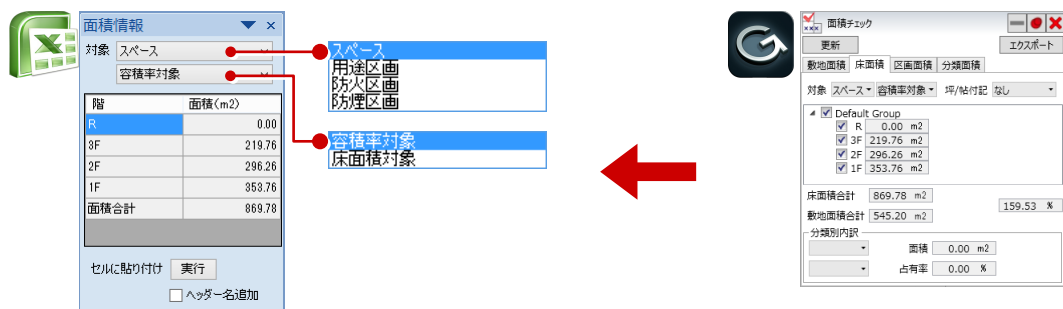 面積情報
対象 スペース
容積率対象
階 面積(m2)
R 0.00
3F 219.76
2F 296.26
1F 353.76
面積合計 869.78
セルに貼り付け 実行
ヘッダー名追加
スペース
用途区画
防火区画
防煙区画
容積率対象
床面積対象
面積チェック
更新 エクスポート
敷地面積 床面積 区画面積 分類面積
対象 スペース 容積率対象 坪/帖付記 なし
Default Group
R 0.00 m2
3F 219.76 m2
2F 296.26 m2
1F 353.76 m2
床面積合計 869.78 m2
159.53 %
敷地面積合計 545.20 m2
分類別内訳
面積 0.00 m2
占有率 0.00 %